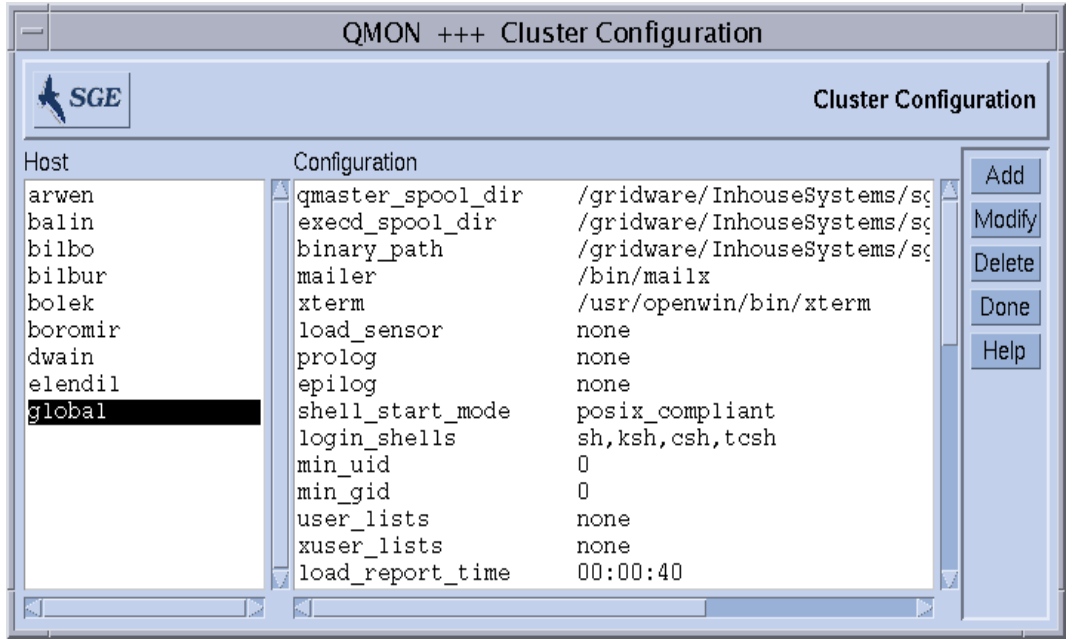 QMON +++ Cluster Configuration
SGE
Cluster Configuration
Host
arwen
balin
bilbo
bilbur
bolek
boromir
dwain
elendil
global
Configuration
qmaster_spool_dir /gridware/InhouseSystems/sg
execd_spool_dir /gridware/InhouseSystems/sg
binary_path /gridware/InhouseSystems/sg
mailer /bin/mailx
xterm /usr/openwin/bin/xterm
load_sensor none
prolog none
epilog none
shell_start_mode posix_compliant
login_shells sh,ksh,csh,tcsh
min_uid 0
min_gid 0
user_lists none
xuser_lists none
load_report_time 00:00:40
Add
Modify
Delete
Done
Help